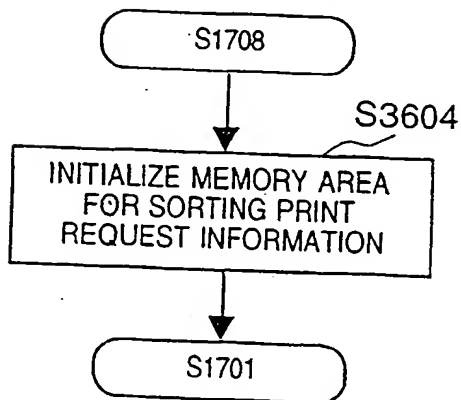 S1708
S3604
INITIALIZE MEMORY AREA
FOR SORTING PRINT
REQUEST INFORMATION
S1701